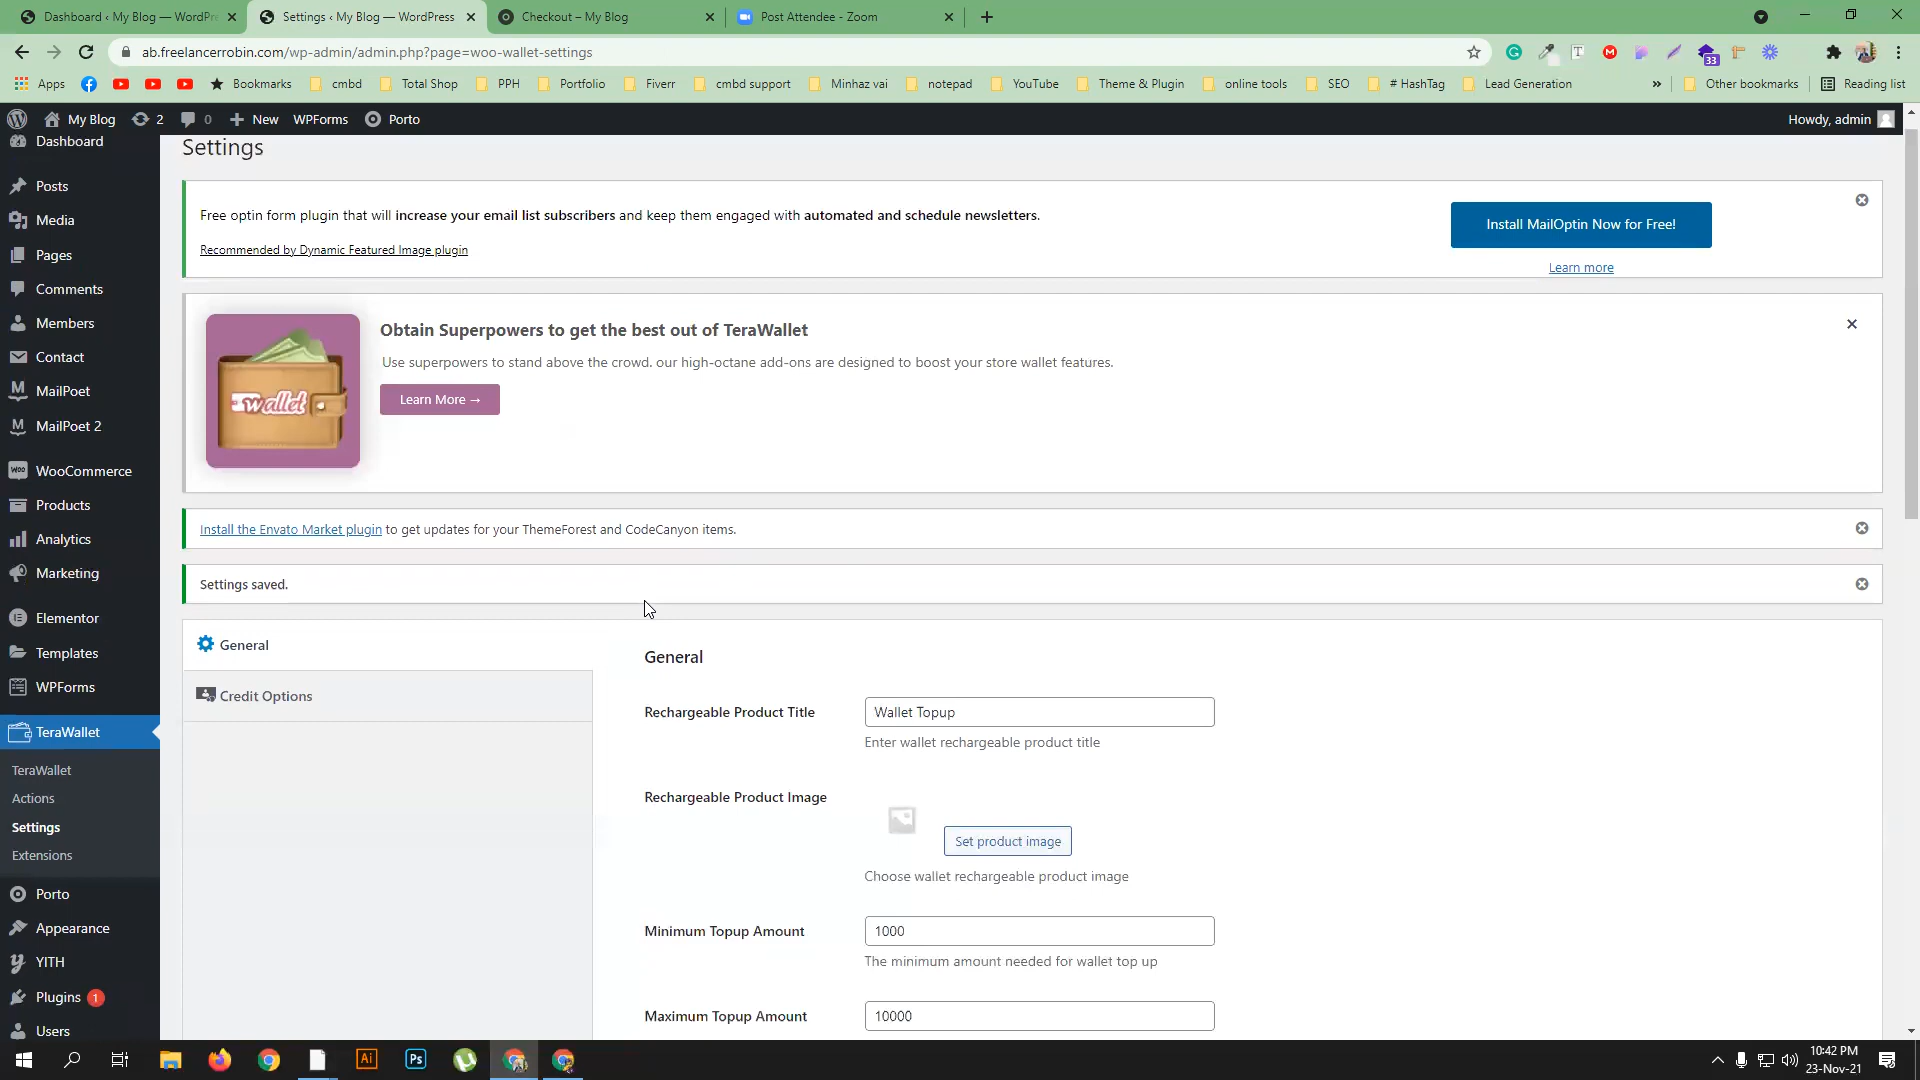 Dashboard ‹ My Blog — WordPr
Settings ‹ My Blog — WordPress
Checkout – My Blog
Post Attendee - Zoom
ab.freelancerrobin.com/wp-admin/admin.php?page=woo-wallet-settings
33
Apps
Bookmarks
cmbd
Total Shop
PPH
Portfolio
Fiverr
cmbd support
Minhaz vai
notepad
YouTube
Theme & Plugin
online tools
SEO
# HashTag
Lead Generation
»
Other bookmarks
Reading list
My Blog
2
0
New
WPForms
Porto
Howdy, admin
Dashboard
Posts
Media
Pages
Comments
Members
Contact
MailPoet
MailPoet 2
WooCommerce
Products
Analytics
Marketing
Elementor
Templates
WPForms
TeraWallet
TeraWallet
Actions
Settings
Extensions
Porto
Appearance
YITH
Plugins 1
Users
Settings
Free optin form plugin that will increase your email list subscribers and keep them engaged with automated and schedule newsletters.
Recommended by Dynamic Featured Image plugin
Install MailOptin Now for Free!
Learn more
wallet
Obtain Superpowers to get the best out of TeraWallet
Use superpowers to stand above the crowd. our high-octane add-ons are designed to boost your store wallet features.
Learn More →
Install the Envato Market plugin to get updates for your ThemeForest and CodeCanyon items.
Settings saved.
General
Credit Options
General
Rechargeable Product Title
Wallet Topup
Enter wallet rechargeable product title
Rechargeable Product Image
Set product image
Choose wallet rechargeable product image
Minimum Topup Amount
1000
The minimum amount needed for wallet top up
Maximum Topup Amount
10000
Ai
Ps
10:42 PM
23-Nov-21